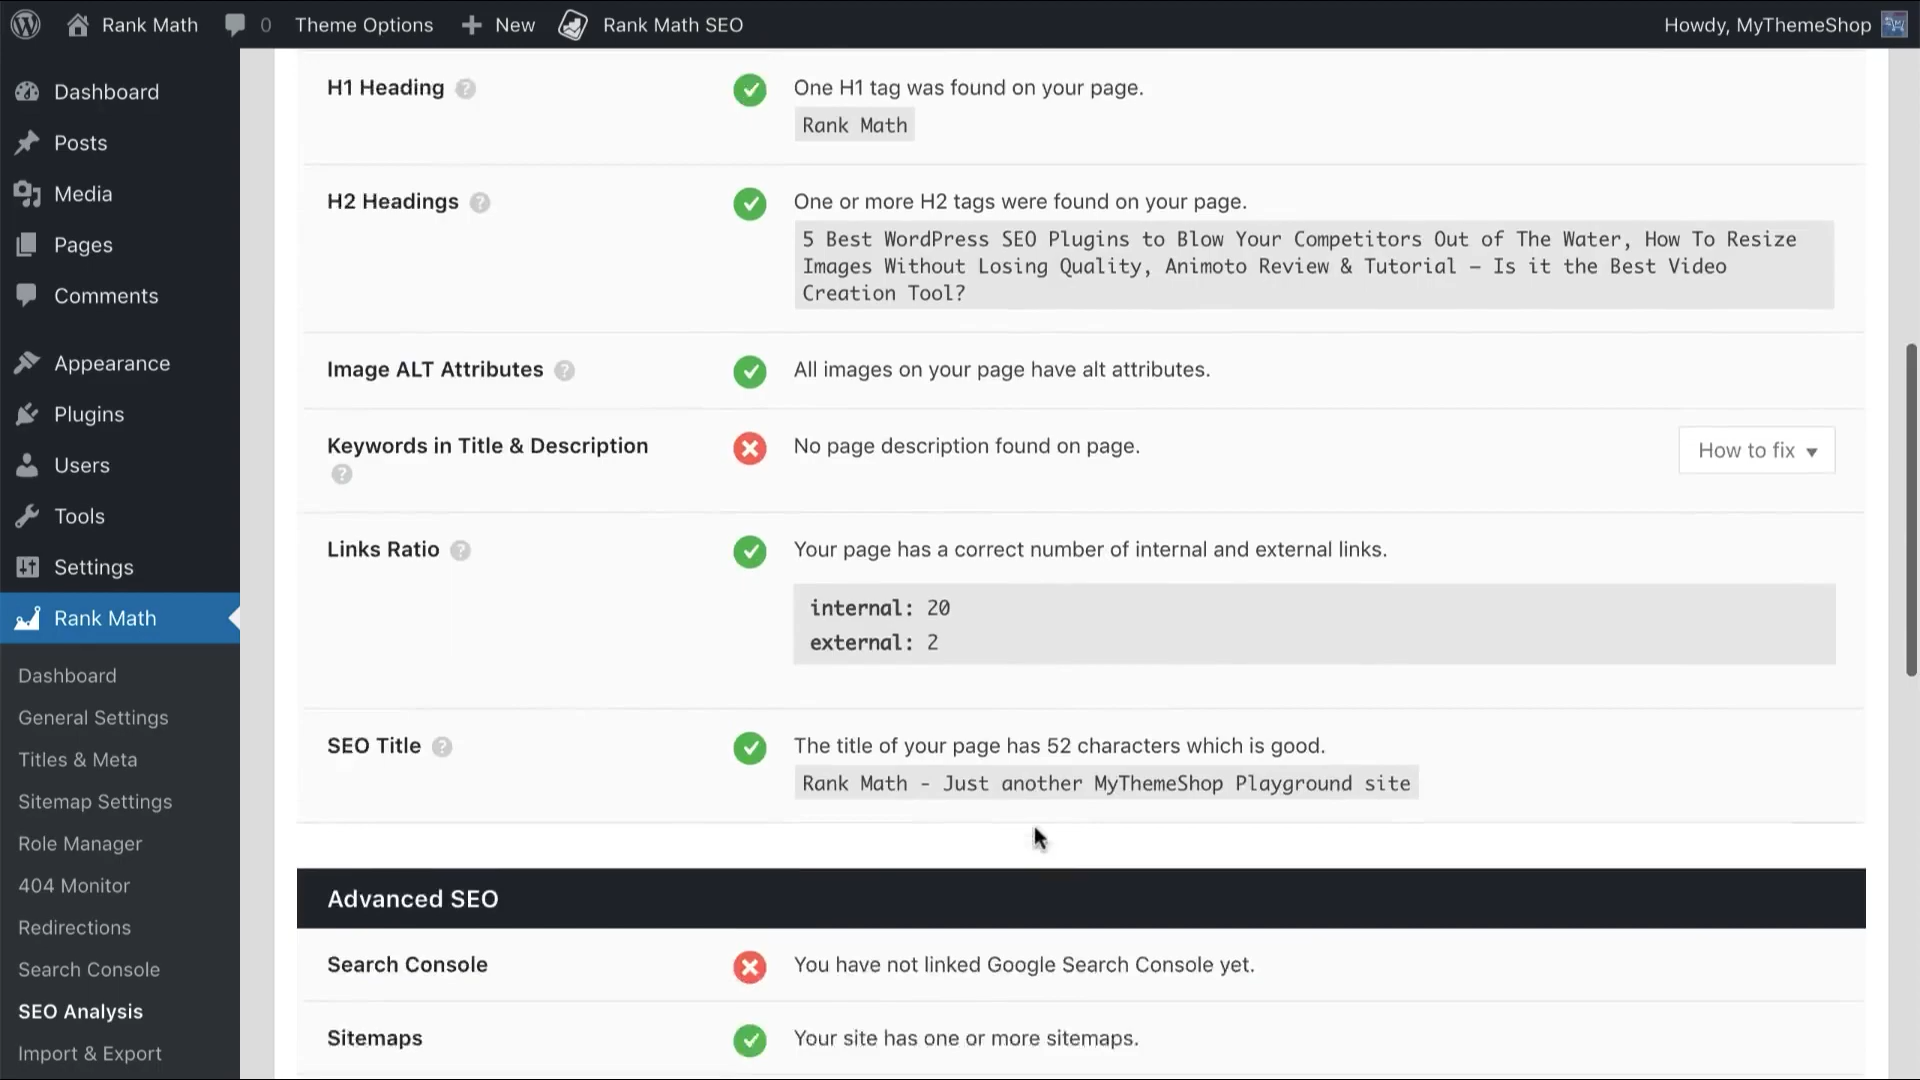 Rank Math
0
Theme Options
New
Rank Math SEO
Howdy, MyThemeShop
Dashboard
Posts
Media
Pages
Comments
Appearance
Plugins
Users
Tools
Settings
Rank Math
Dashboard
General Settings
Titles & Meta
Sitemap Settings
Role Manager
404 Monitor
Redirections
Search Console
SEO Analysis
Import & Export
H1 Heading ?
One H1 tag was found on your page.
Rank Math
H2 Headings ?
One or more H2 tags were found on your page.
5 Best WordPress SEO Plugins to Blow Your Competitors Out of The Water, How To Resize
Images Without Losing Quality, Animoto Review & Tutorial – Is it the Best Video
Creation Tool?
Image ALT Attributes ?
All images on your page have alt attributes.
Keywords in Title & Description
?
No page description found on page.
How to fix ▼
Links Ratio ?
Your page has a correct number of internal and external links.
internal: 20
external: 2
SEO Title ?
The title of your page has 52 characters which is good.
Rank Math - Just another MyThemeShop Playground site
Advanced SEO
Search Console
You have not linked Google Search Console yet.
Sitemaps
Your site has one or more sitemaps.